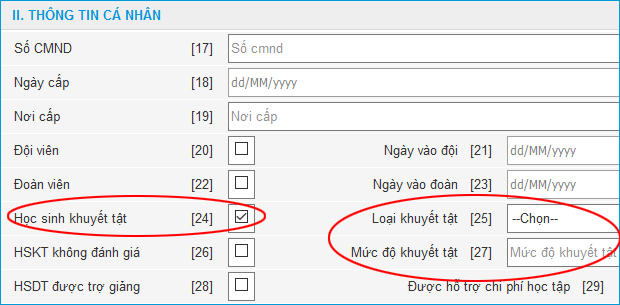 II. THÔNG TIN CÁ NHÂN
Số CMND [17] Số cmnd
Ngày cấp [18] dd/MM/yyyy
Nơi cấp [19] Nơi cấp
Đội viên [20] Ngày vào đội [21] dd/MM/yyyy
Đoàn viên [22] Ngày vào đoàn [23] dd/MM/yyyy
Học sinh khuyết tật [24] Loại khuyết tật [25] --Chọn--
HSKT không đánh giá [26] Mức độ khuyết tật [27] Mức độ khuyết tật
HSDT được trợ giảng [28] Được hỗ trợ chi phí học tập [29]